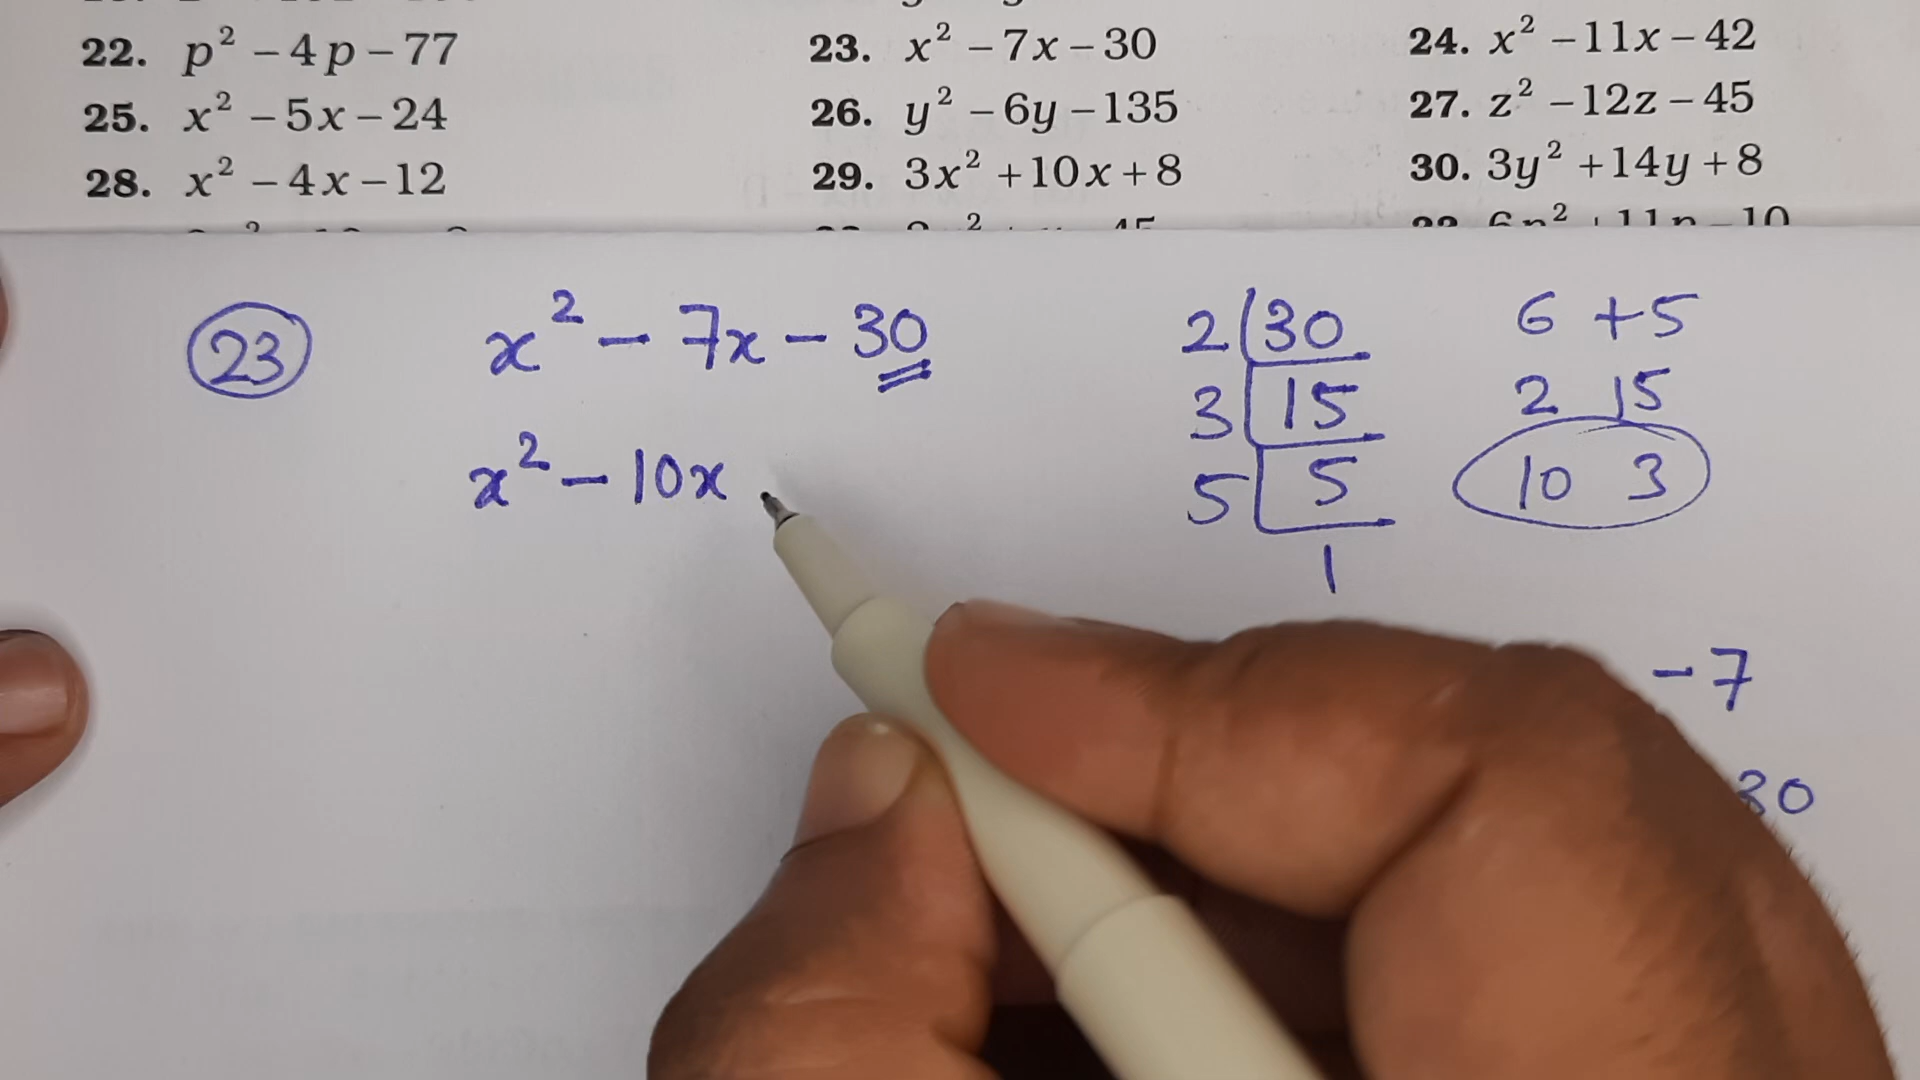 22. p² – 4p – 77 23. x² – 7x – 30 24. x² – 11x – 42
25. x² – 5x – 24 26. y² – 6y – 135 27. z² – 12z – 45
28. x² – 4x – 12 29. 3x² + 10x + 8 30. 3y² + 14y + 8
23 x² – 7x – 30
x² – 10x
2 30
3 15
5 5
1
6 +5
2 15
10 3
– 7
30